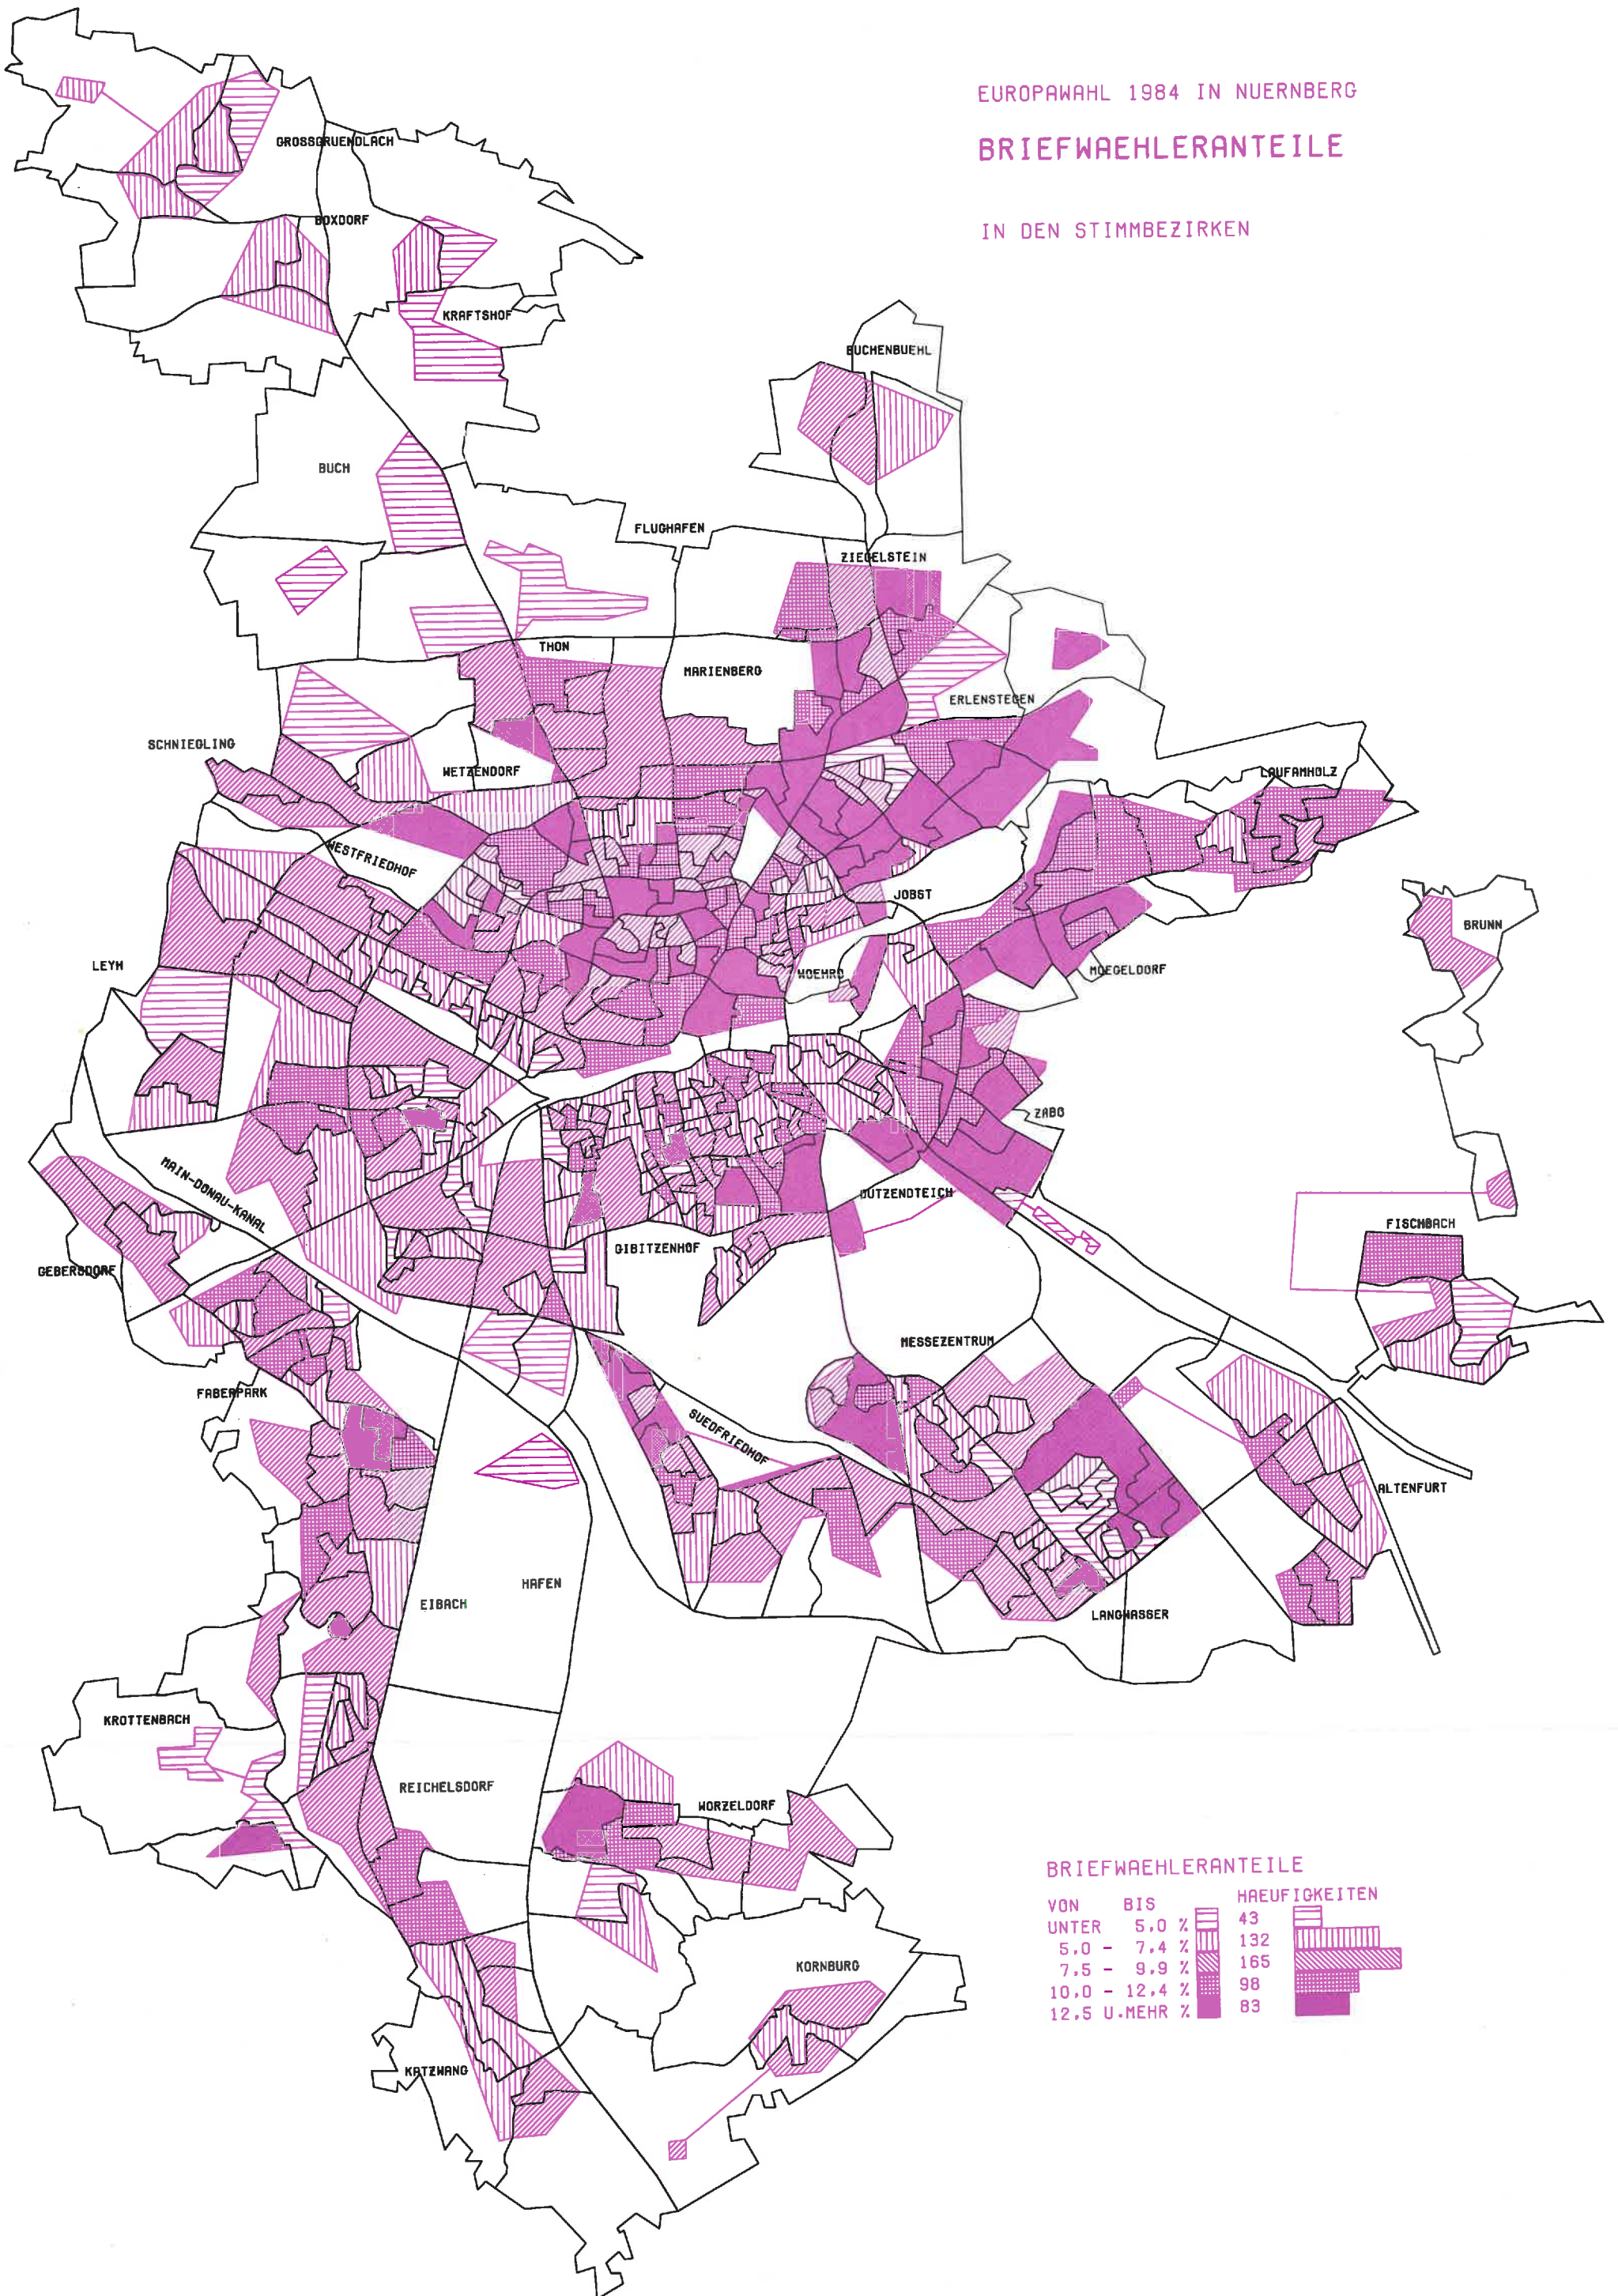 EUROPAWAHL 1984 IN NUERNBERG
BRIEFWAEHLERANTEILE
IN DEN STIMMBEZIRKEN
GROSSGRUENDLACH
BOXDORF
KRAFTSHOF
BUCHENBUEHL
BUCH
FLUGHAFEN
ZIEGELSTEIN
THON
MARIENBERG
ERLENSTEGEN
SCHNIEGLING
WETZENDORF
LAUFAMHOLZ
WESTFRIEDHOF
JOBST
BRUNN
LEYH
WOEHRD
MOEGELDORF
ZABO
MAIN-DONAU-KANAL
DUTZENDTEICH
FISCHBACH
GIBITZENHOF
GEBERSDORF
MESSEZENTRUM
FABERPARK
SUEDFRIEDHOF
ALTENFURT
HAFEN
EIBACH
LANGWASSER
KROTTENBACH
REICHELSDORF
WORZELDORF
KORNBURG
KATZWANG
BRIEFWAEHLERANTEILE
VON BIS HAEUFIGKEITEN
UNTER 5,0 % 43
5,0 - 7,4 % 132
7,5 - 9,9 % 165
10,0 - 12,4 % 98
12,5 U.MEHR % 83